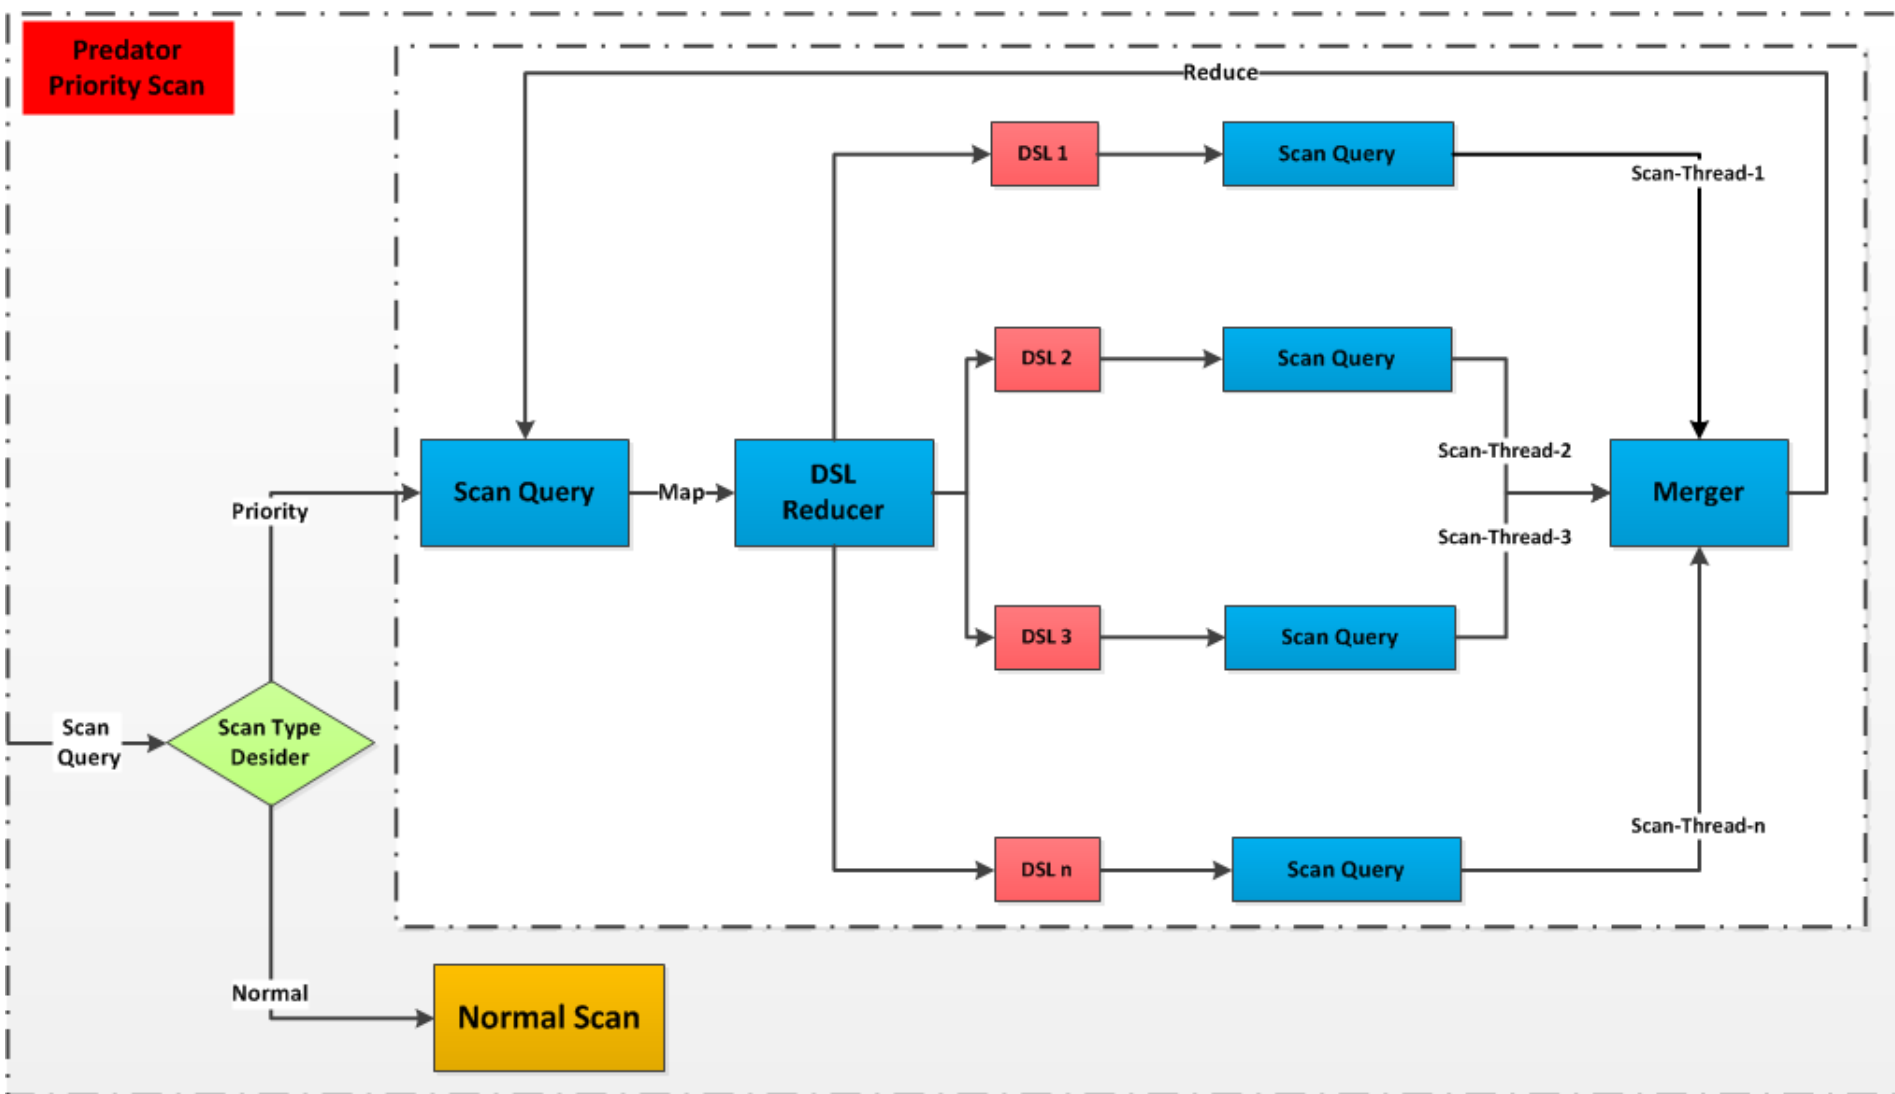 Predator
Priority Scan
Reduce
DSL 1
Scan Query
Scan-Thread-1
DSL 2
Scan Query
Scan-Thread-2
Priority
Scan Query
Map
DSL
Reducer
Merger
Scan-Thread-3
DSL 3
Scan Query
Scan
Query
Scan Type
Desider
Scan-Thread-n
DSL n
Scan Query
Normal
Normal Scan